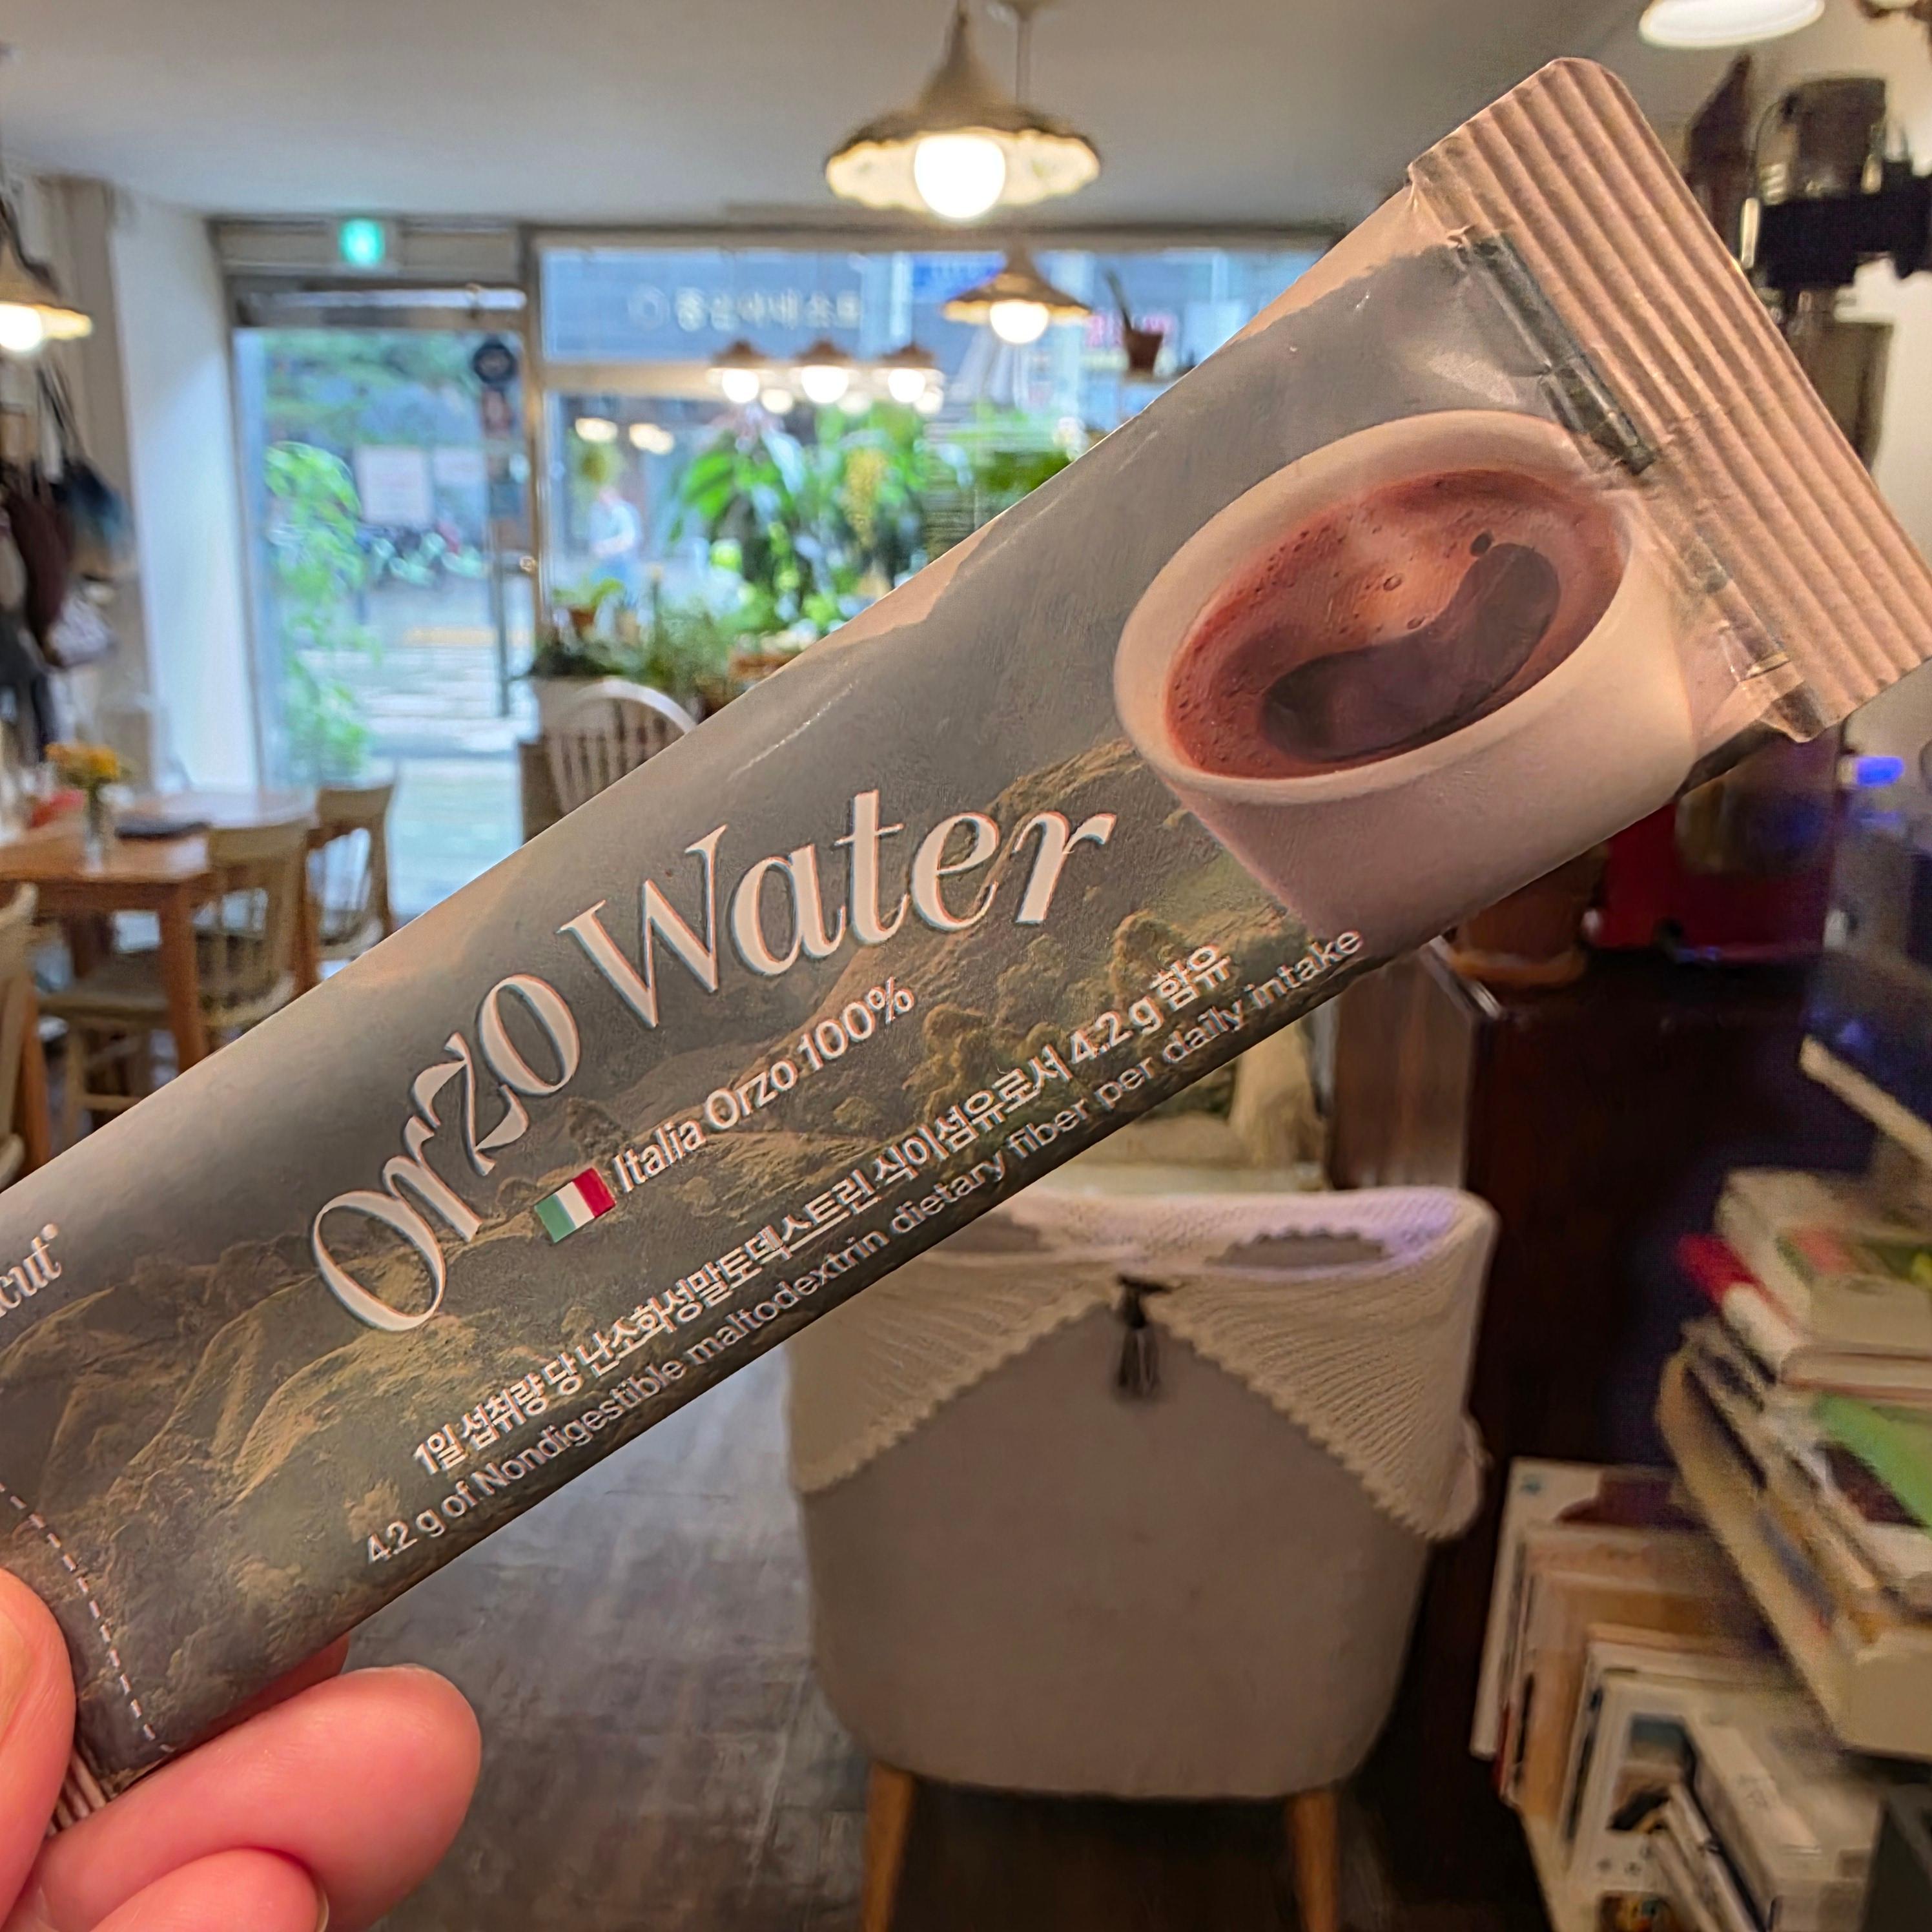 Orzo Water
Italia Orzo 100%
1일 섭취량 당 난소화성말토덱스트린 식이섬유로서 4.2 g 함유
4.2 g of Nondigestible maltodextrin dietary fiber per daily intake